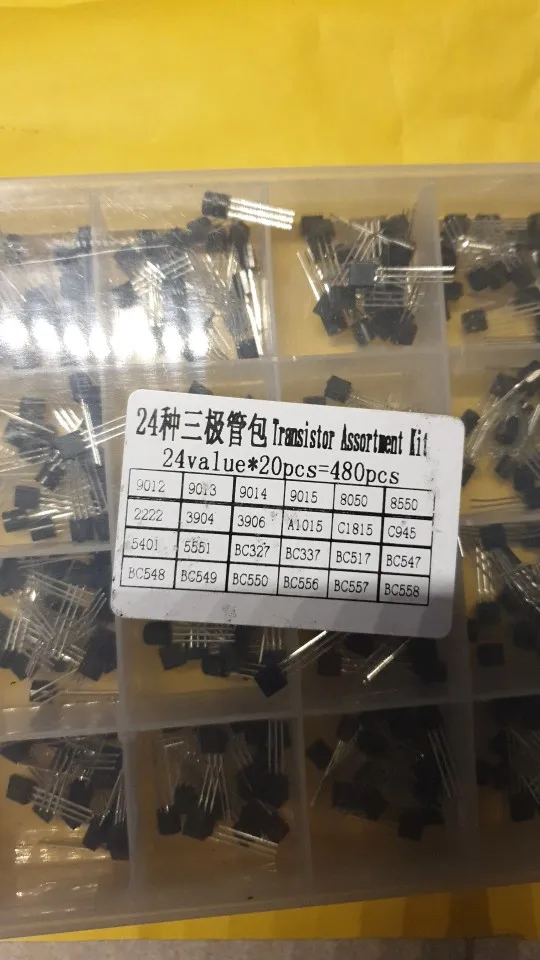 24种三极管包 Transistor Assortment Kit
24value*20pcs=480pcs
9012 9013 9014 9015 8050 8550
2222 3904 3906 A1015 C1815 C945
5401 5551 BC327 BC337 BC517 BC547
BC548 BC549 BC550 BC556 BC557 BC558